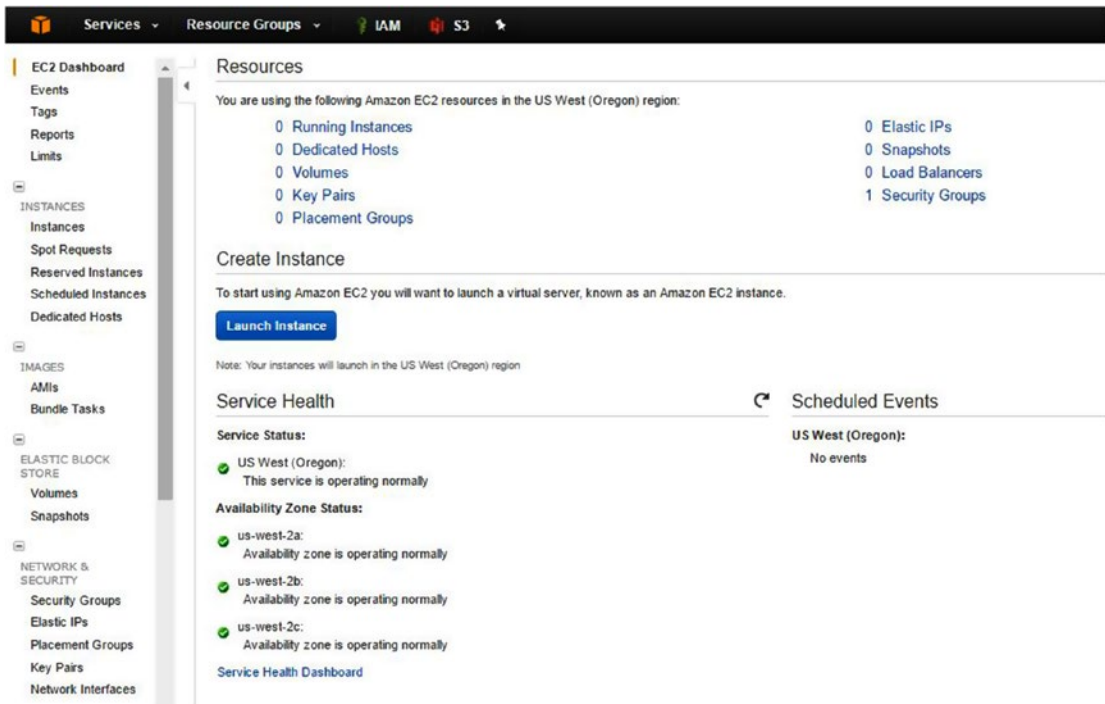 Services Resource Groups IAM S3
EC2 Dashboard
Events
Tags
Reports
Limits
INSTANCES
Instances
Spot Requests
Reserved Instances
Scheduled Instances
Dedicated Hosts
IMAGES
AMIs
Bundle Tasks
ELASTIC BLOCK
STORE
Volumes
Snapshots
NETWORK &
SECURITY
Security Groups
Elastic IPs
Placement Groups
Key Pairs
Network Interfaces
Resources
You are using the following Amazon EC2 resources in the US West (Oregon) region:
0 Running Instances
0 Dedicated Hosts
0 Volumes
0 Key Pairs
0 Placement Groups
0 Elastic IPs
0 Snapshots
0 Load Balancers
1 Security Groups
Create Instance
To start using Amazon EC2 you will want to launch a virtual server, known as an Amazon EC2 instance.
Launch Instance
Note: Your instances will launch in the US West (Oregon) region
Service Health
Service Status:
US West (Oregon):
This service is operating normally
Availability Zone Status:
us-west-2a:
Availability zone is operating normally
us-west-2b:
Availability zone is operating normally
us-west-2c:
Availability zone is operating normally
Service Health Dashboard
Scheduled Events
US West (Oregon):
No events